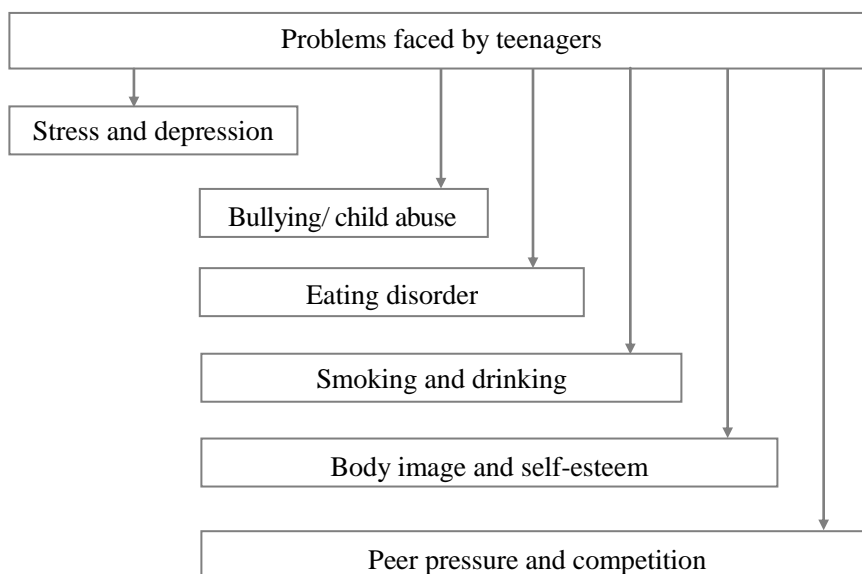 Problems faced by teenagers
Stress and depression
Bullying/ child abuse
Eating disorder
Smoking and drinking
Body image and self-esteem
Peer pressure and competition